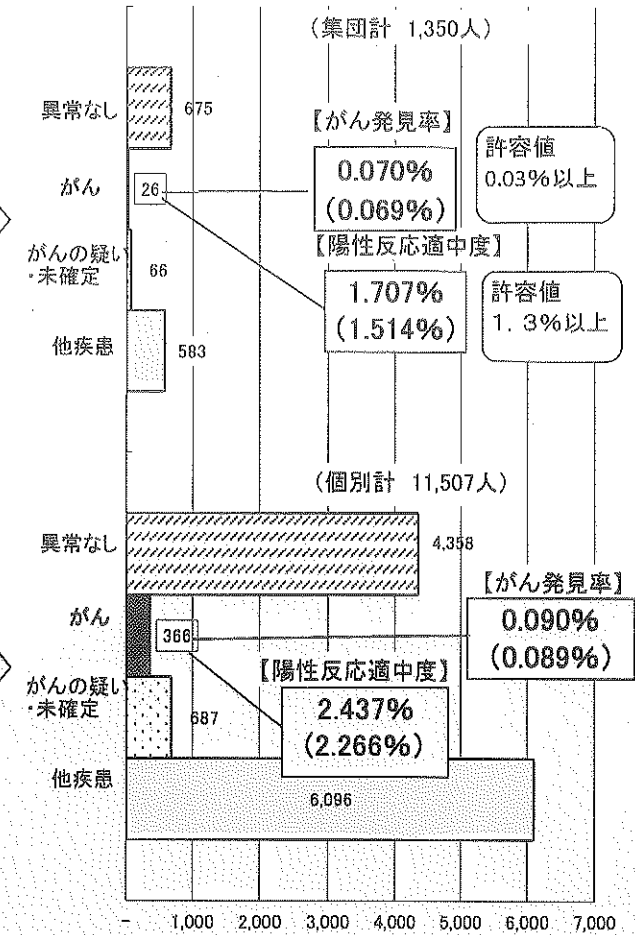 (集団計 1,350人)
異常なし
675
【がん発見率】
0.070%
(0.069%)
許容値
0.03%以上
がん
26
【陽性反応適中度】
がんの疑い
・未確定
66
1.707%
(1.514%)
許容値
1.3%以上
他疾患
583
(個別計 11,507人)
異常なし
4,358
【がん発見率】
0.090%
(0.089%)
がん
366
【陽性反応適中度】
がんの疑い
・未確定
687
2.437%
(2.266%)
他疾患
6,096
- 1,000 2,000 3,000 4,000 5,000 6,000 7,000